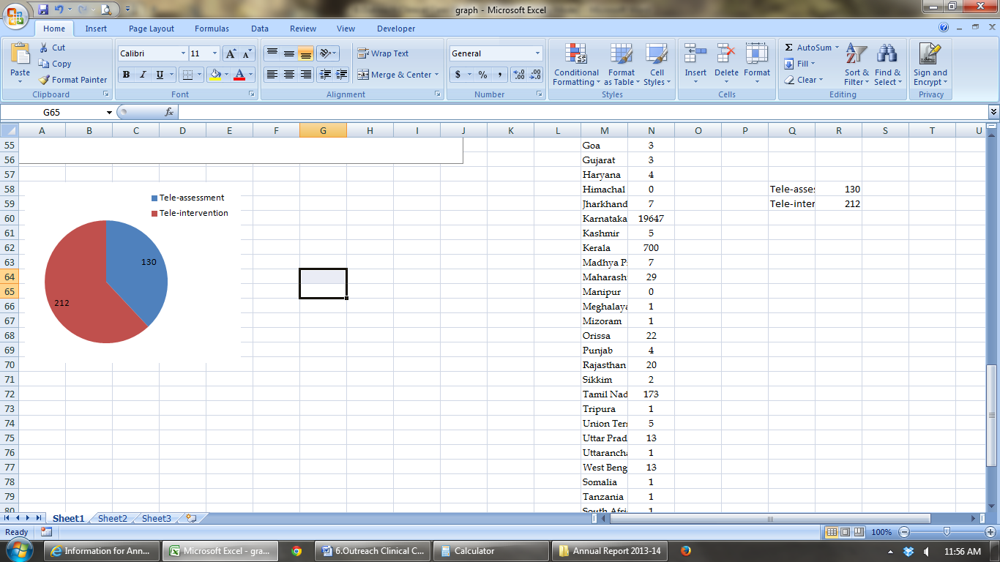 graph - Microsoft Excel
Home Insert Page Layout Formulas Data Review View Developer
Paste
Cut
Copy
Format Painter
Clipboard
Calibri 11 A A
B I U A
Font
Wrap Text
Merge & Center
Alignment
General
$ % , .0 .00 .00 .0
Number
Conditional Formatting
Format as Table
Cell Styles
Styles
Insert Delete Format
Cells
Σ AutoSum
Fill
Clear
Sort & Filter
Find & Select
Editing
Sign and Encrypt
Privacy
G65 fx
A B C D E F G H I J K L M N O P Q R S T U
55 Goa 3
56 Gujarat 3
57 Haryana 4
58 Himachal 0 Tele-asses 130
59 Jharkhand 7 Tele-inter 212
60 Karnataka 19647
61 Kashmir 5
62 Kerala 700
63 Madhya P 7
64 Maharash 29
65 Manipur 0
66 Meghalaya 1
67 Mizoram 1
68 Orissa 22
69 Punjab 4
70 Rajasthan 20
71 Sikkim 2
72 Tamil Nad 173
73 Tripura 1
74 Union Ter 5
75 Uttar Prad 13
76 Uttarancha 1
77 West Beng 13
78 Somalia 1
79 Tanzania 1
80 South Afri 1
Tele-assessment
Tele-intervention
130
212
Sheet1 Sheet2 Sheet3
Ready 100%
Information for Ann... Microsoft Excel - gra... 6.Outreach Clinical C... Calculator Annual Report 2013-14 11:56 AM